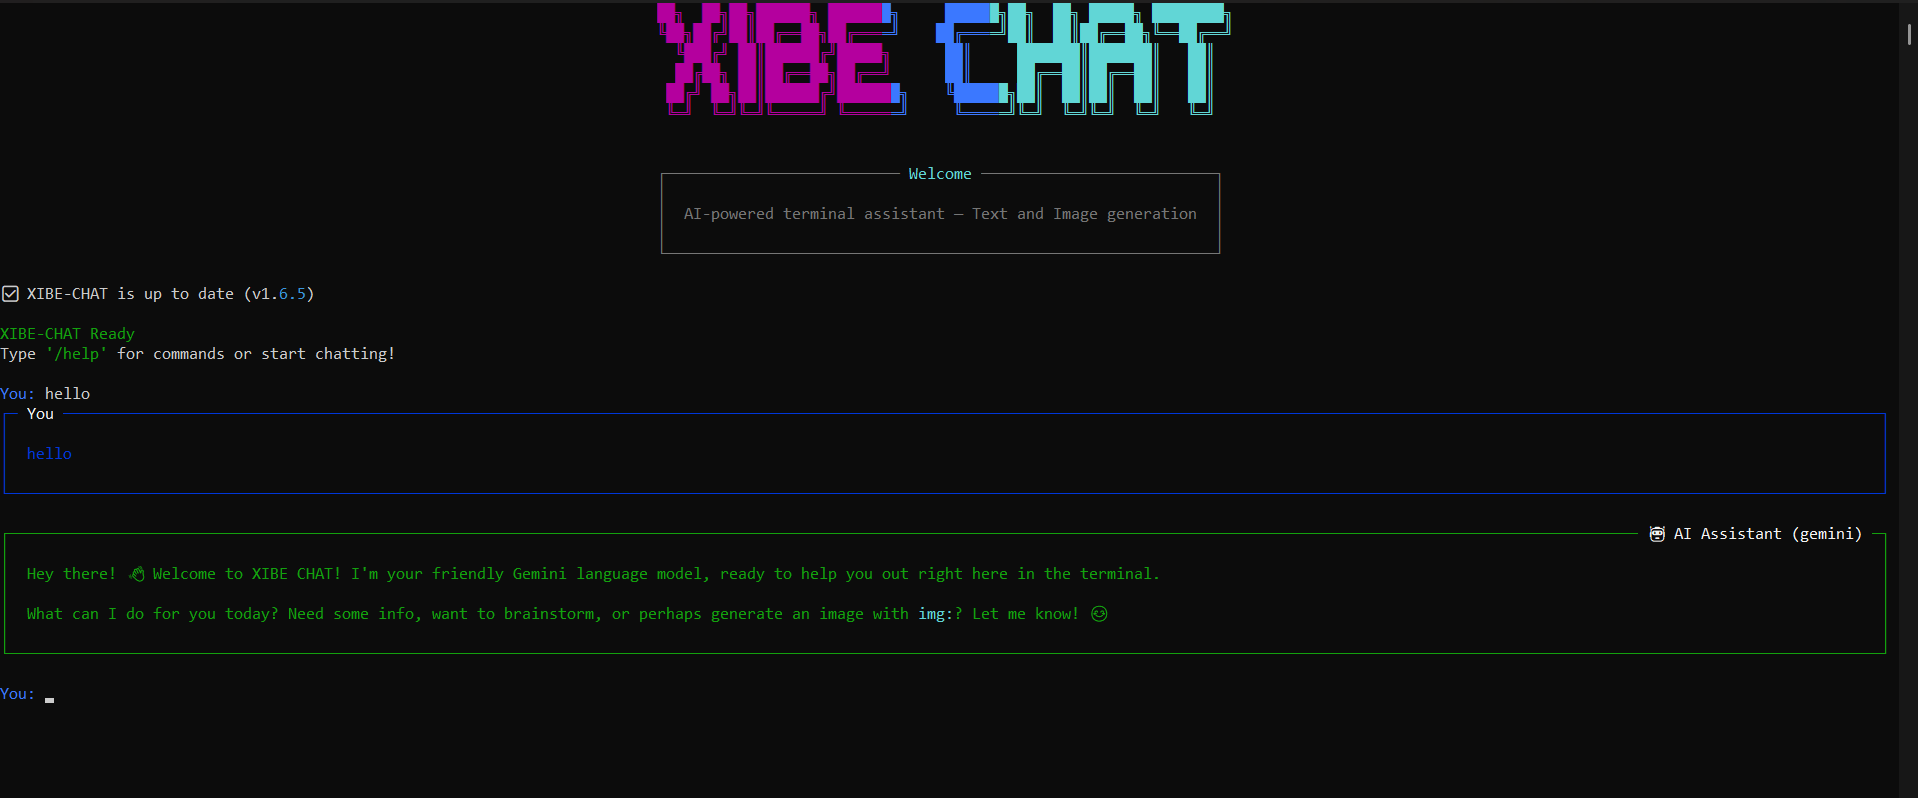 XIBE CHAT
Welcome
AI-powered terminal assistant — Text and Image generation
☑ XIBE-CHAT is up to date (v1.6.5)
XIBE-CHAT Ready
Type '/help' for commands or start chatting!
You: hello
You
hello
🤖 AI Assistant (gemini)
Hey there! 👋 Welcome to XIBE CHAT! I'm your friendly Gemini language model, ready to help you out right here in the terminal.
What can I do for you today? Need some info, want to brainstorm, or perhaps generate an image with img:? Let me know! 😊
You: